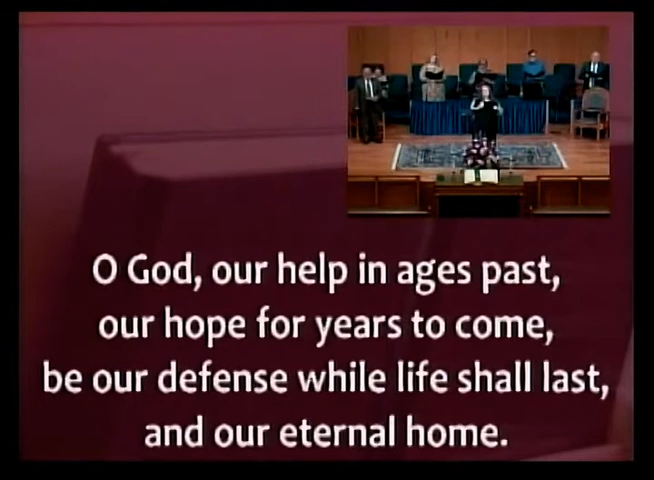 O God, our help in ages past,
our hope for years to come,
be our defense while life shall last,
and our eternal home.